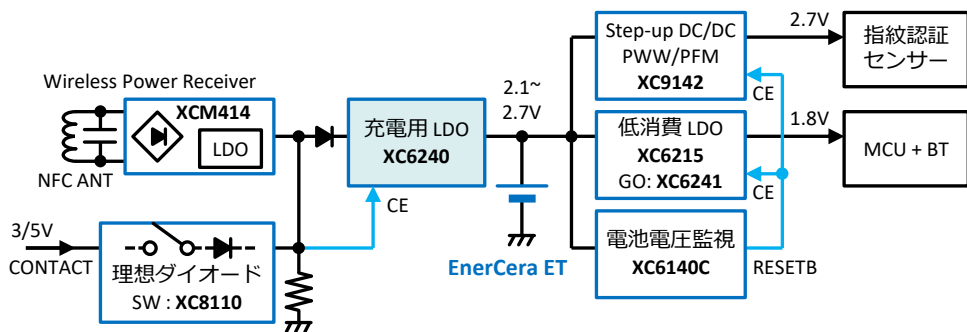 Wireless Power Receiver
XCM414
LDO
NFC ANT
3/5V
CONTACT
理想ダイオード
SW : XC8110
充電用 LDO
XC6240
CE
2.1~
2.7V
EnerCera ET
Step-up DC/DC
PWW/PFM
XC9142
CE
低消費 LDO
XC6215
GO: XC6241
CE
電池電圧監視
XC6140C
RESETB
2.7V
指紋認証
センサー
1.8V
MCU + BT